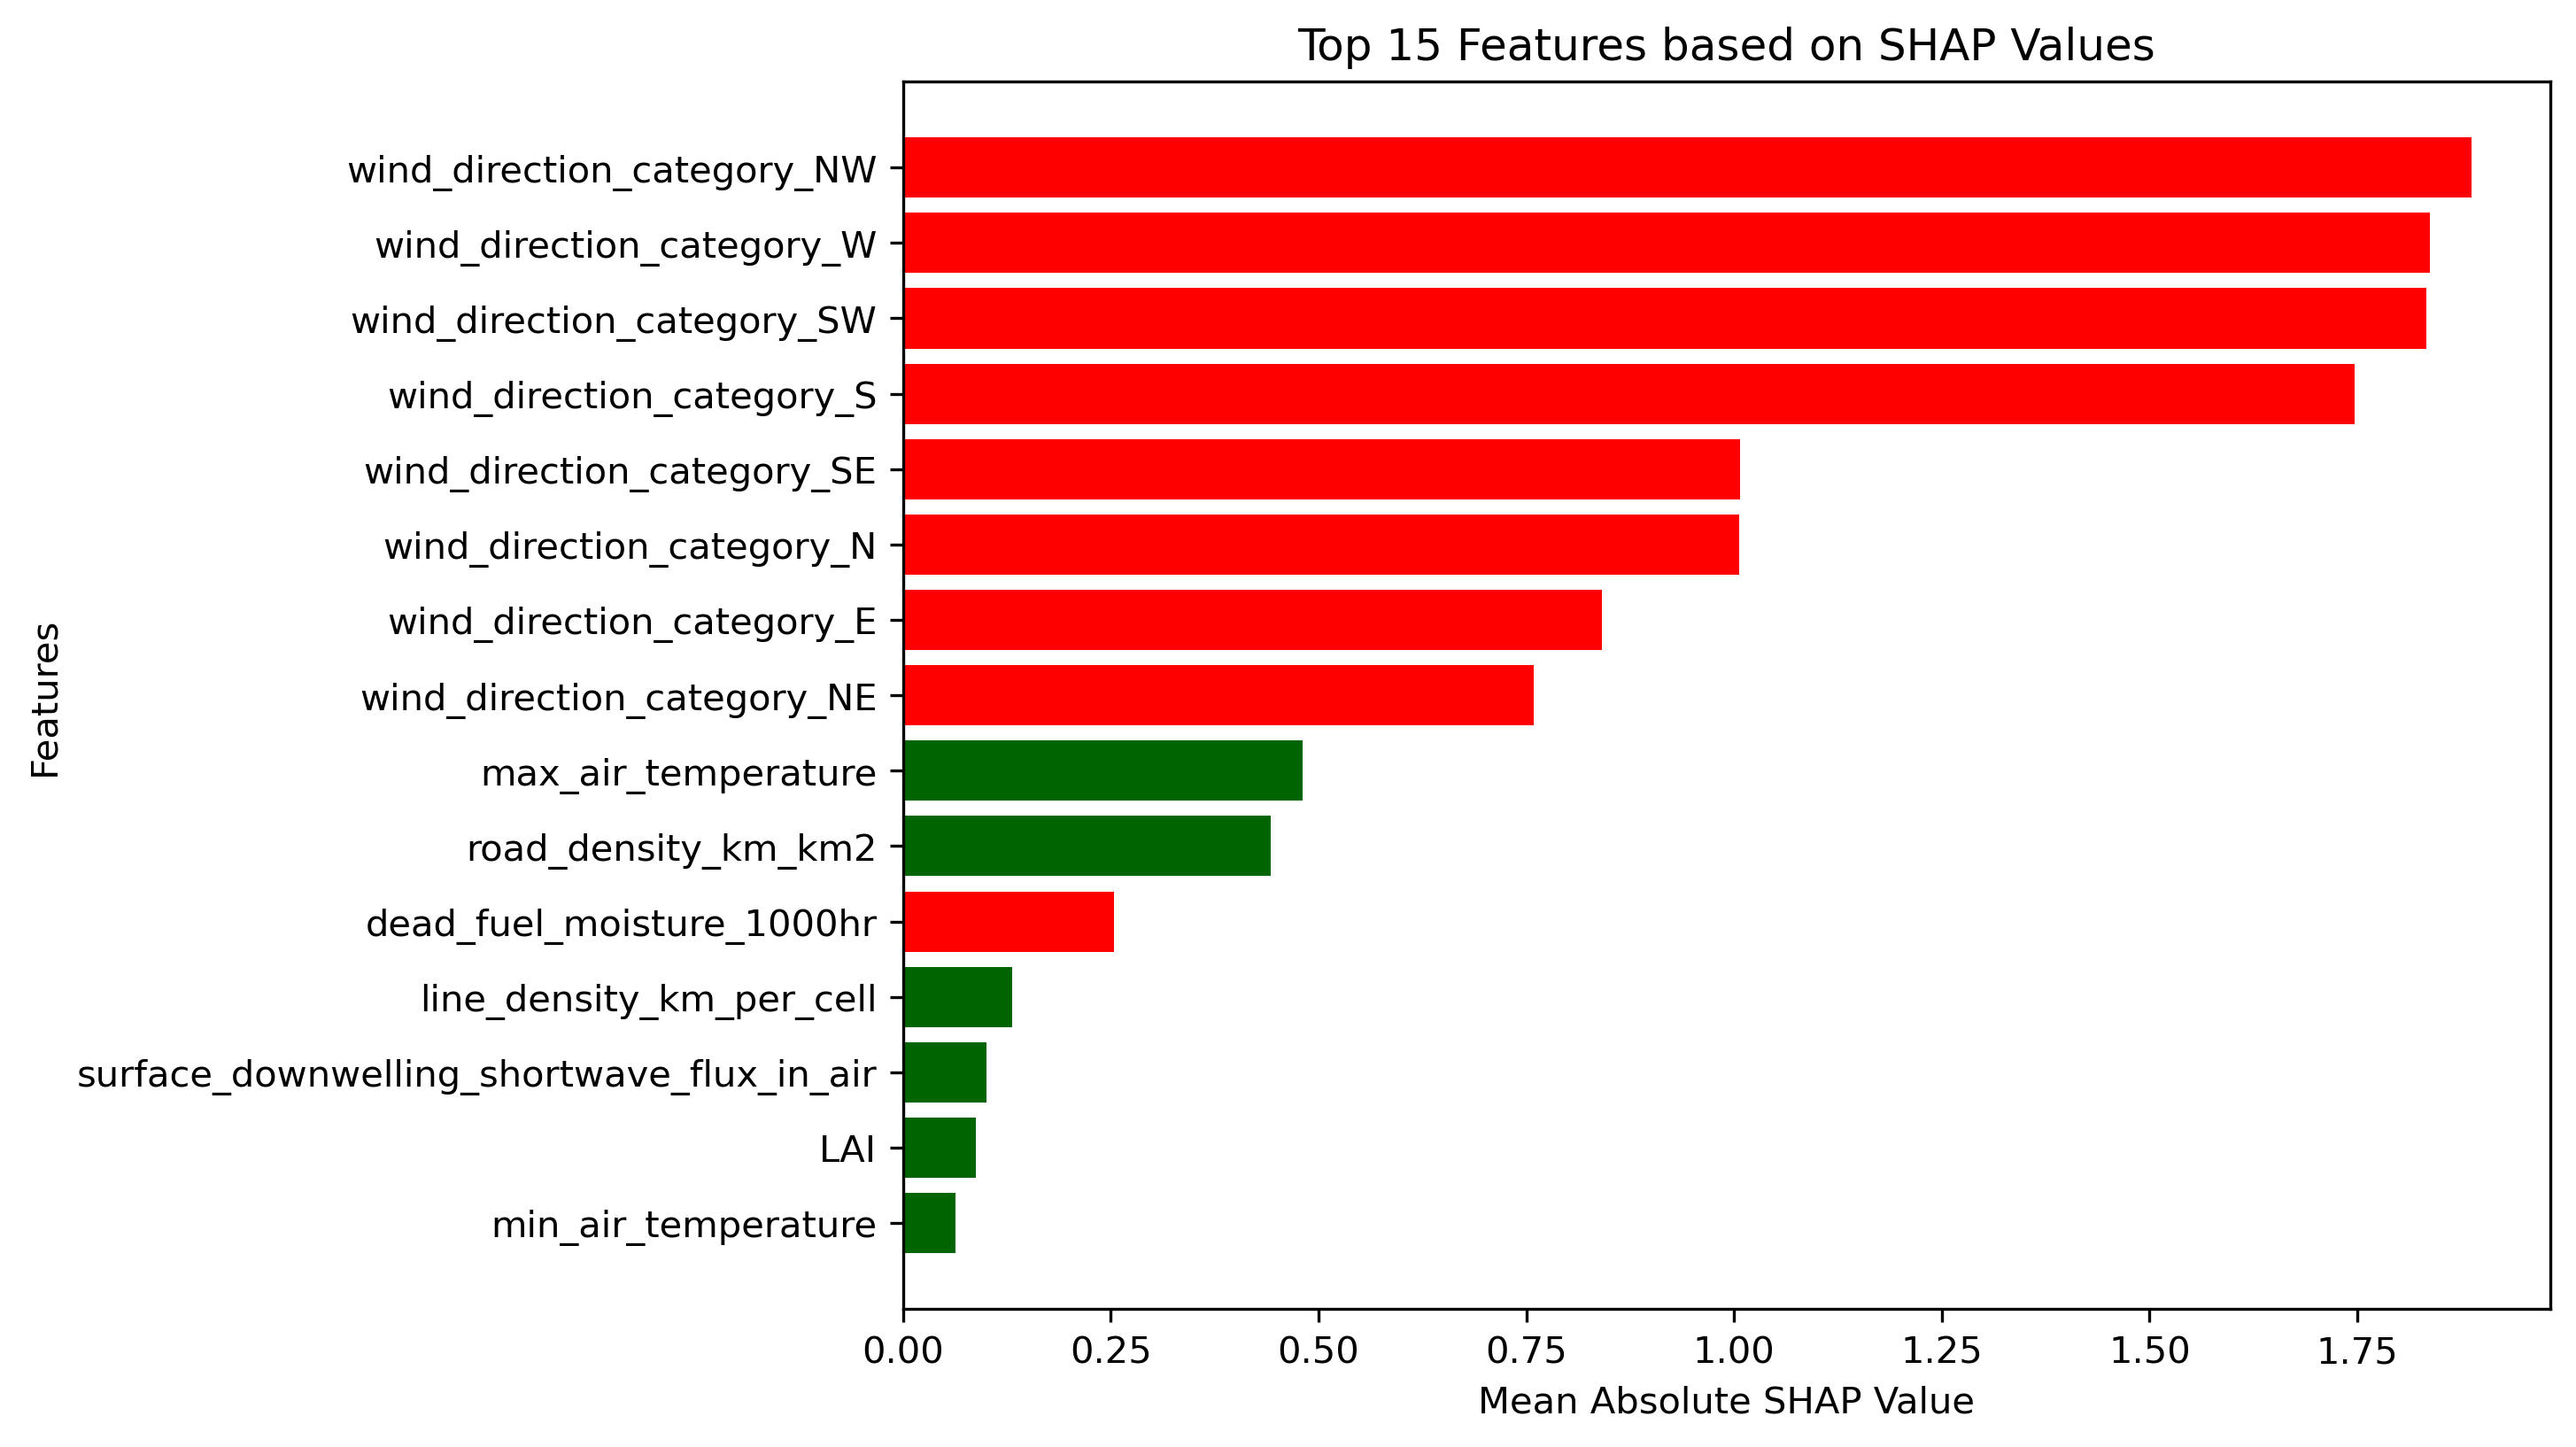 Top 15 Features based on SHAP Values
Features
wind_direction_category_NW
wind_direction_category_W
wind_direction_category_SW
wind_direction_category_S
wind_direction_category_SE
wind_direction_category_N
wind_direction_category_E
wind_direction_category_NE
max_air_temperature
road_density_km_km2
dead_fuel_moisture_1000hr
line_density_km_per_cell
surface_downwelling_shortwave_flux_in_air
LAI
min_air_temperature
0.00 0.25 0.50 0.75 1.00 1.25 1.50 1.75
Mean Absolute SHAP Value